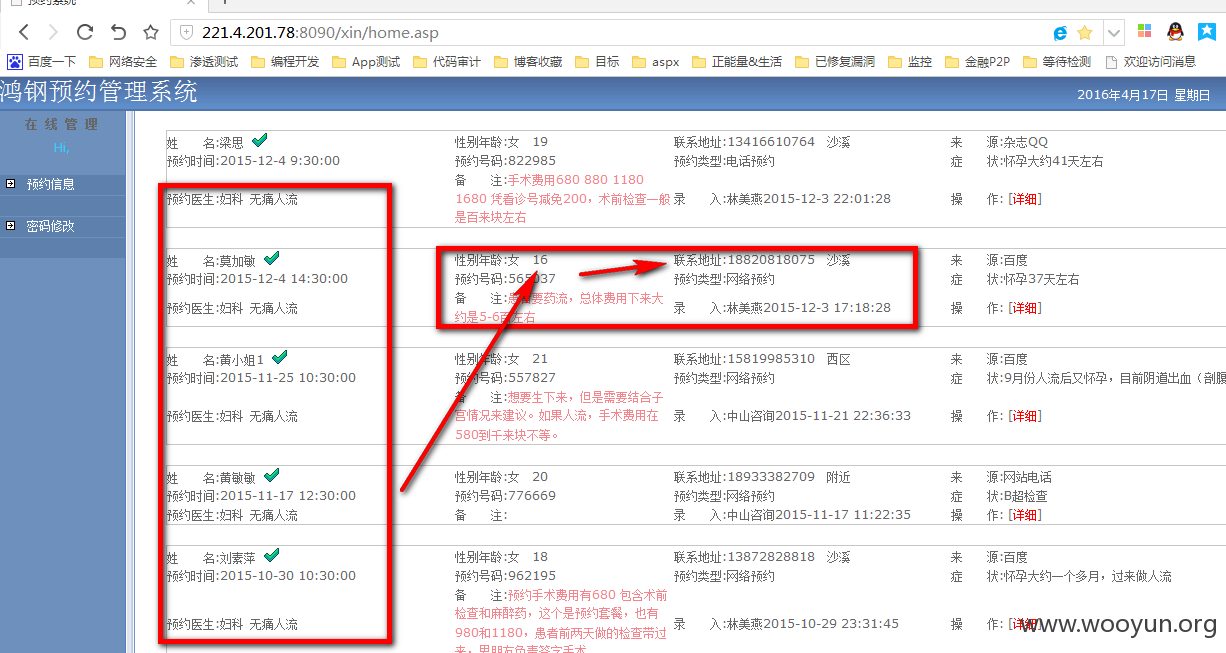 预约系统
221.4.201.78:8090/xin/home.asp
百度一下 网络安全 渗透测试 编程开发 App测试 代码审计 博客收藏 目标 aspx 正能量&生活 已修复漏洞 监控 金融P2P 等待检测 欢迎访问消息
鸿钢预约管理系统
2016年4月17日 星期日
在 线 管 理
Hi,
预约信息
密码修改
姓 名:梁思 性别年龄:女 19 联系地址:13416610764 沙溪 来 源:杂志QQ
预约时间:2015-12-4 9:30:00 预约号码:822985 预约类型:电话预约 症 状:怀孕大约41天左右
备 注:手术费用680 880 1180
预约医生:妇科 无痛人流 1680 凭看诊号减免200，术前检查一般 录 入:林美燕2015-12-3 22:01:28 操 作: [详细]
是百来块左右
姓 名:莫加敏 性别年龄:女 16 联系地址:18820818075 沙溪 来 源:百度
预约时间:2015-12-4 14:30:00 预约号码:565037 预约类型:网络预约 症 状:怀孕37天左右
备 注:要药流，总体费用下来大
预约医生:妇科 无痛人流 录 入:林美燕2015-12-3 17:18:28 操 作: [详细]
约是5-6百左右
姓 名:黄小姐1 性别年龄:女 21 联系地址:15819985310 西区 来 源:百度
预约时间:2015-11-25 10:30:00 预约号码:557827 预约类型:网络预约 症 状:9月份人流后又怀孕，目前阴道出血（剖腹
备 注:想要生下来，但是需要结合子
预约医生:妇科 无痛人流 宫情况来建议。如果人流，手术费用在 录 入:中山咨询2015-11-21 22:36:33 操 作: [详细]
580到千来块不等。
姓 名:黄敏敏 性别年龄:女 20 联系地址:18933382709 附近 来 源:网站电话
预约时间:2015-11-17 12:30:00 预约号码:776669 预约类型:网络预约 症 状:B超检查
预约医生:妇科 无痛人流 备 注: 录 入:中山咨询2015-11-17 11:22:35 操 作: [详细]
姓 名:刘素萍 性别年龄:女 18 联系地址:13872828818 沙溪 来 源:百度
预约时间:2015-10-30 10:30:00 预约号码:962195 预约类型:网络预约 症 状:怀孕大约一个多月，过来做人流
备 注:预约手术费用有680 包含术前
检查和麻醉药，这个是预约套餐，也有
预约医生:妇科 无痛人流 980和1180，患者前两天做的检查带过 录 入:林美燕2015-10-29 23:31:45 操 作: [详细]
来，男朋友负责签字手术
www.wooyun.org